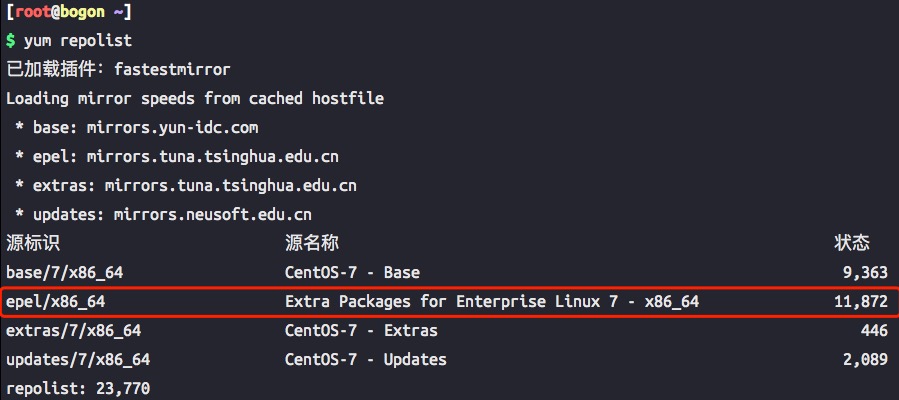 [root@bogon ~]
$ yum repolist
已加载插件：fastestmirror
Loading mirror speeds from cached hostfile
* base: mirrors.yun-idc.com
* epel: mirrors.tuna.tsinghua.edu.cn
* extras: mirrors.tuna.tsinghua.edu.cn
* updates: mirrors.neusoft.edu.cn
源标识 源名称 状态
base/7/x86_64 CentOS-7 - Base 9,363
epel/x86_64 Extra Packages for Enterprise Linux 7 - x86_64 11,872
extras/7/x86_64 CentOS-7 - Extras 446
updates/7/x86_64 CentOS-7 - Updates 2,089
repolist: 23,770